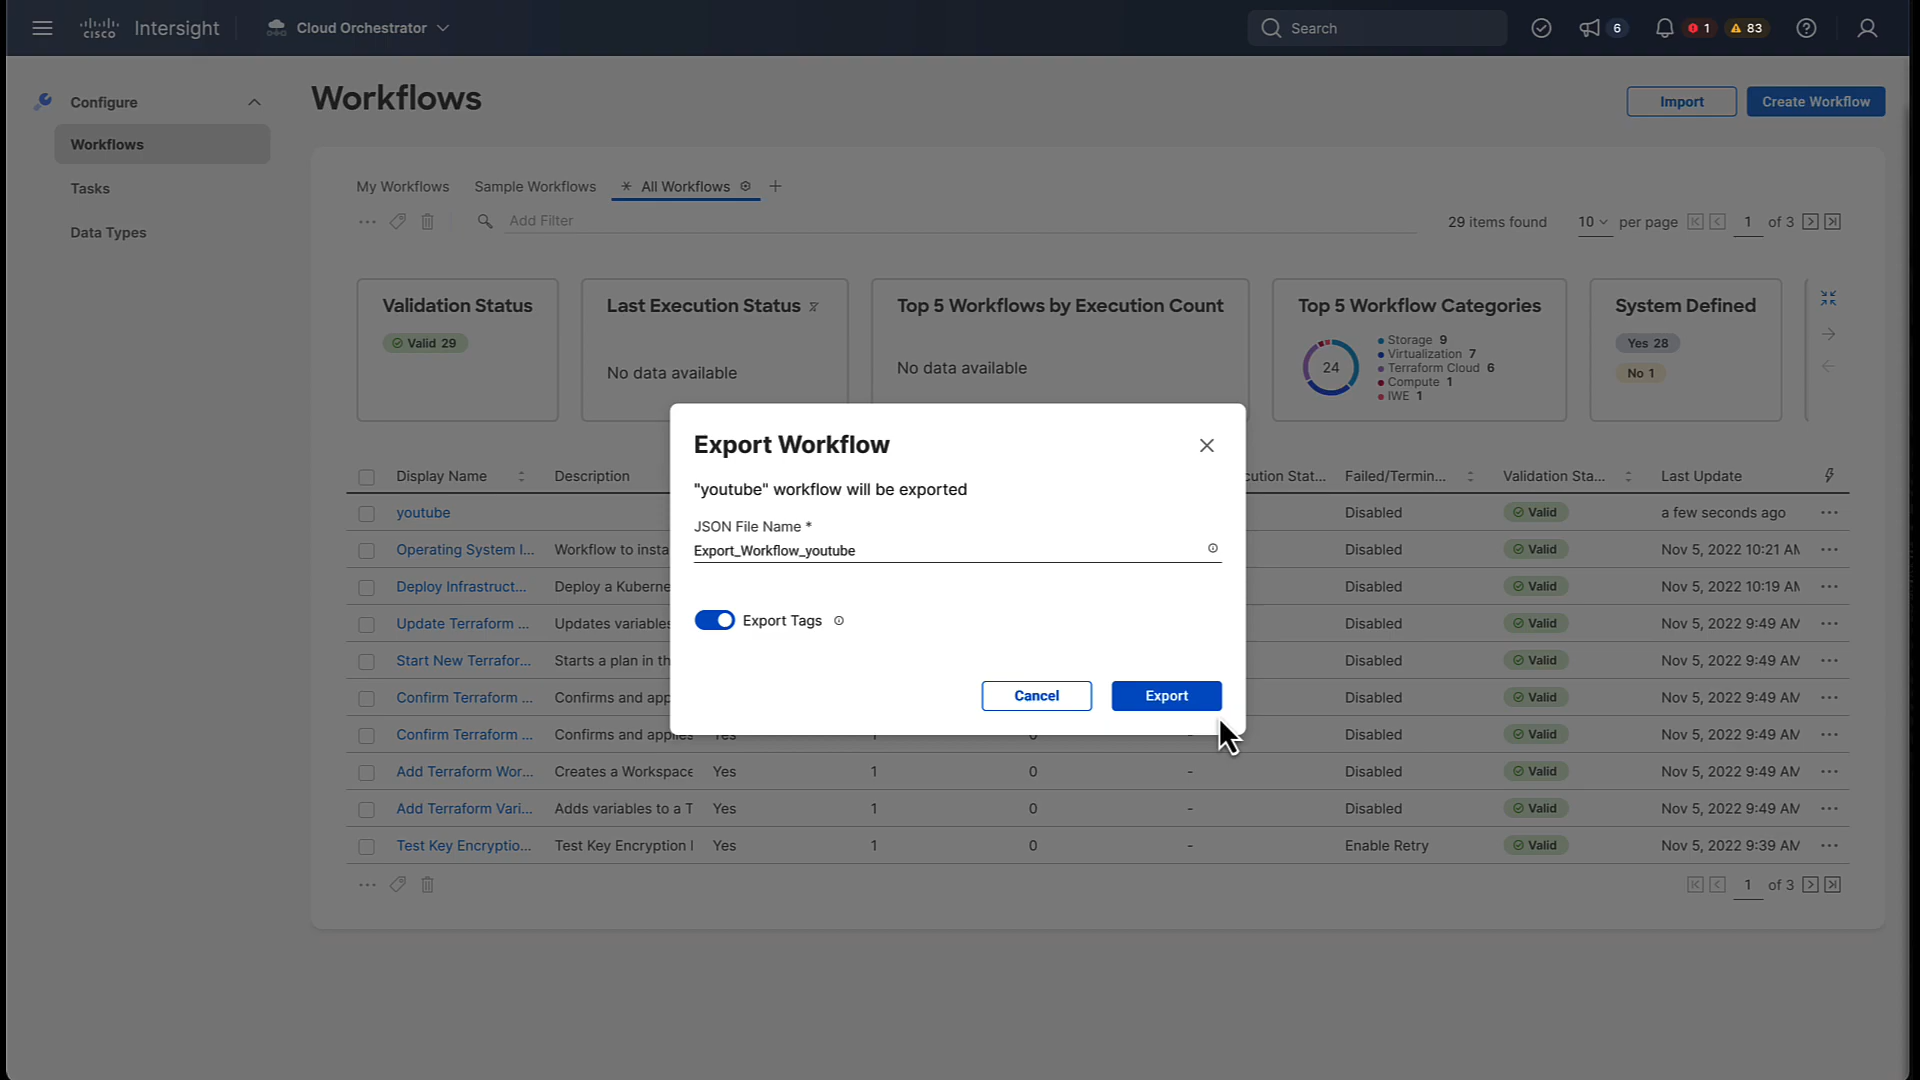 cisco Intersight Cloud Orchestrator Search 6 1 83
Configure
Workflows
Tasks
Data Types
Workflows
Import Create Workflow
My Workflows Sample Workflows All Workflows
Add Filter 29 items found 10 per page 1 of 3
Validation Status
Valid 29
Last Execution Status
No data available
Top 5 Workflows by Execution Count
No data available
Top 5 Workflow Categories
24
Storage 9
Virtualization 7
Terraform Cloud 6
Compute 1
IWE 1
System Defined
Yes 28
No 1
Export Workflow
"youtube" workflow will be exported
JSON File Name *
Export_Workflow_youtube
Export Tags
Cancel Export
Display Name Description cution Stat... Failed/Termin... Validation Sta... Last Update
youtube Disabled Valid a few seconds ago
Operating System I... Workflow to insta Disabled Valid Nov 5, 2022 10:21 AM
Deploy Infrastruct... Deploy a Kuberne Disabled Valid Nov 5, 2022 10:19 AM
Update Terraform ... Updates variables Disabled Valid Nov 5, 2022 9:49 AM
Start New Terrafor... Starts a plan in th Disabled Valid Nov 5, 2022 9:49 AM
Confirm Terraform ... Confirms and app Disabled Valid Nov 5, 2022 9:49 AM
Confirm Terraform ... Confirms and applies Yes 1 0 - Disabled Valid Nov 5, 2022 9:49 AM
Add Terraform Wor... Creates a Workspace Yes 1 0 - Disabled Valid Nov 5, 2022 9:49 AM
Add Terraform Vari... Adds variables to a T Yes 1 0 - Disabled Valid Nov 5, 2022 9:49 AM
Test Key Encryptio... Test Key Encryption Yes 1 0 - Enable Retry Valid Nov 5, 2022 9:39 AM
1 of 3